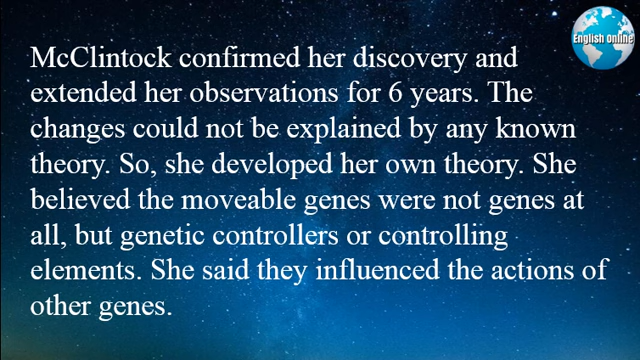 English Online
McClintock confirmed her discovery and
extended her observations for 6 years. The
changes could not be explained by any known
theory. So, she developed her own theory. She
believed the moveable genes were not genes at
all, but genetic controllers or controlling
elements. She said they influenced the actions of
other genes.